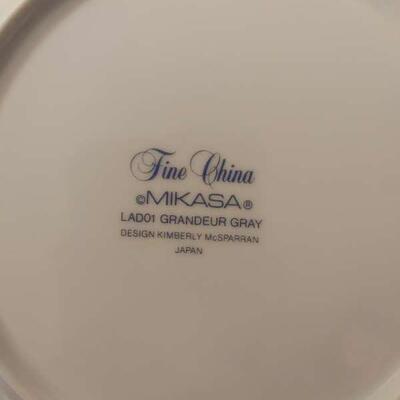 Fine China
©MIKASA®
LAD01 GRANDEUR GRAY
DESIGN KIMBERLY McSPARRAN
JAPAN